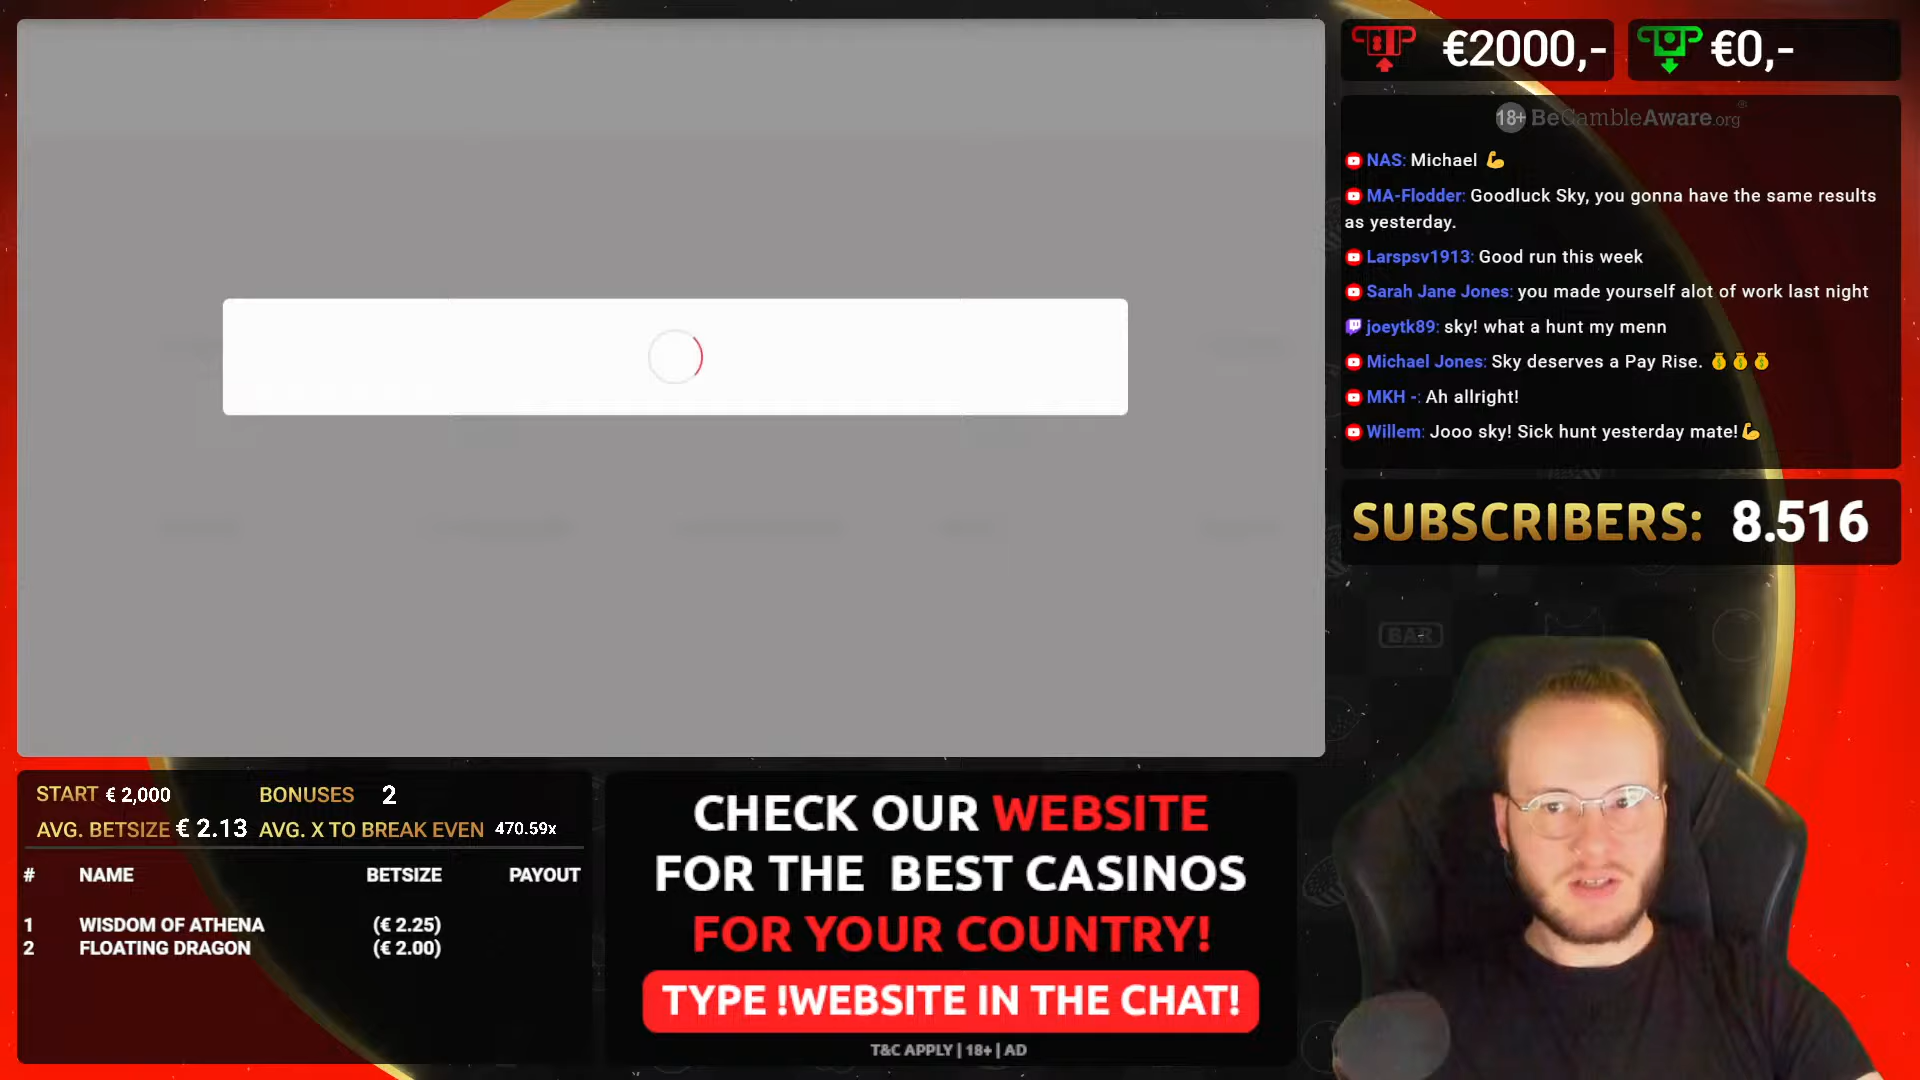 €2000,-
€0,-
18+ BeGambleAware.org
NAS: Michael 💪
MA-Flodder: Goodluck Sky, you gonna have the same results
as yesterday.
Larspsv1913: Good run this week
Sarah Jane Jones: you made yourself alot of work last night
joeytk89: sky! what a hunt my menn
Michael Jones: Sky deserves a Pay Rise. 💰💰💰
MKH -: Ah allright!
Willem: Jooo sky! Sick hunt yesterday mate!💪
SUBSCRIBERS: 8.516
BAR
START € 2,000 BONUSES 2
AVG. BETSIZE € 2.13 AVG. X TO BREAK EVEN 470.59x
# NAME BETSIZE PAYOUT
1 WISDOM OF ATHENA (€ 2.25)
2 FLOATING DRAGON (€ 2.00)
CHECK OUR WEBSITE
FOR THE BEST CASINOS
FOR YOUR COUNTRY!
TYPE !WEBSITE IN THE CHAT!
T&C APPLY | 18+ | AD